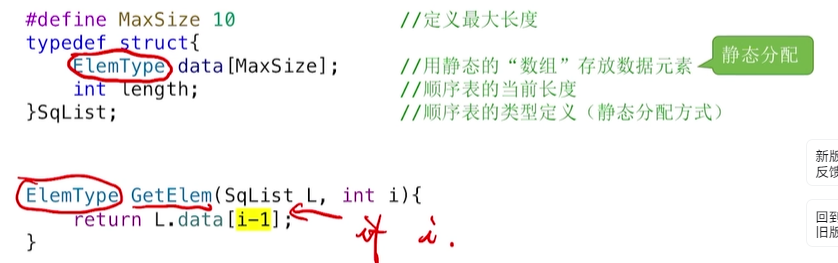 #define MaxSize 10 //定义最大长度
typedef struct{
ElemType data[MaxSize]; //用静态的“数组”存放数据元素 静态分配
int length; //顺序表的当前长度
}SqList; //顺序表的类型定义（静态分配方式）
ElemType GetElem(SqList L, int i){
return L.data[i-1];
}
if i.
新版
反馈
回到
旧版